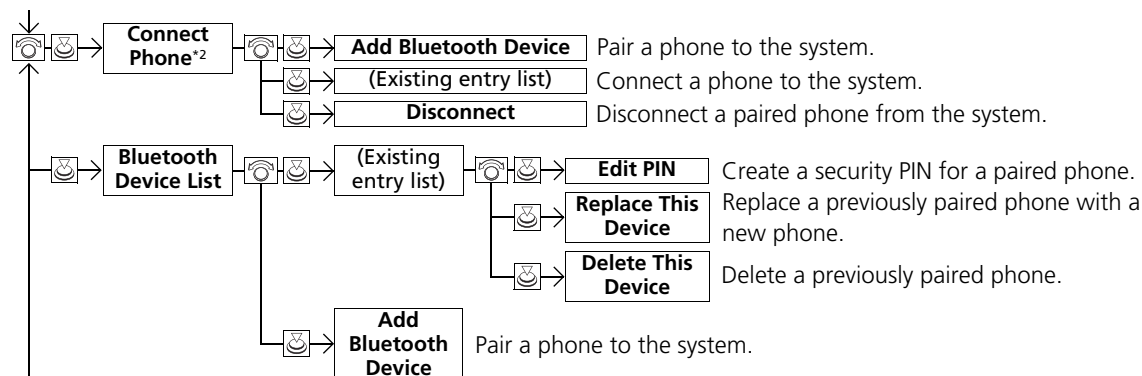 Connect
Phone*2
Add Bluetooth Device
Pair a phone to the system.
(Existing entry list)
Connect a phone to the system.
Disconnect
Disconnect a paired phone from the system.
Bluetooth
Device List
(Existing
entry list)
Edit PIN
Create a security PIN for a paired phone.
Replace This
Device
Replace a previously paired phone with a
new phone.
Delete This
Device
Delete a previously paired phone.
Add
Bluetooth
Device
Pair a phone to the system.